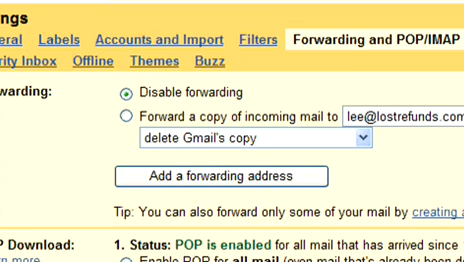 ngs
eral Labels Accounts and Import Filters Forwarding and POP/IMAP
rity Inbox Offline Themes Buzz
warding: Disable forwarding
Forward a copy of incoming mail to lee@lostrefunds.com
delete Gmail's copy
Add a forwarding address
Tip: You can also forward only some of your mail by creating a
P Download: 1. Status: POP is enabled for all mail that has arrived since
rn more Enable POP for all mail (even mail that's already been do